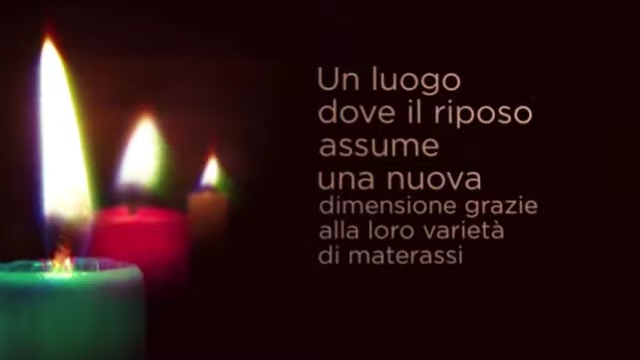 Un luogo
dove il riposo
assume
una nuova
dimensione grazie
alla loro varietà
di materassi